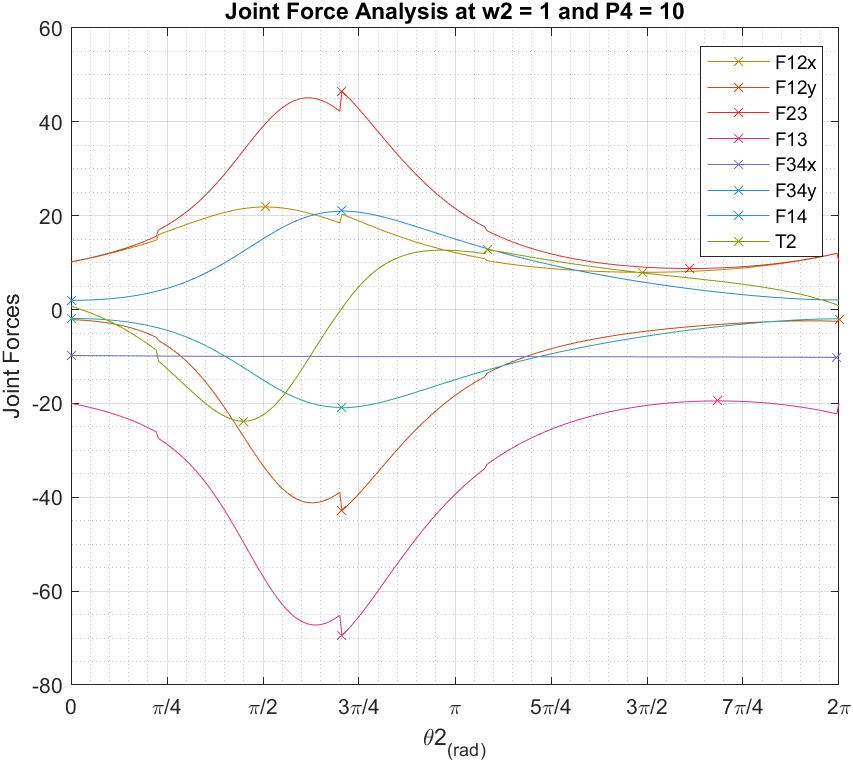 Joint Force Analysis at w2 = 1 and P4 = 10
60
40
20
0
-20
-40
-60
-80
Joint Forces
F12x
F12y
F23
F13
F34x
F34y
F14
T2
0 π/4 π/2 3π/4 π 5π/4 3π/2 7π/4 2π
θ2(rad)